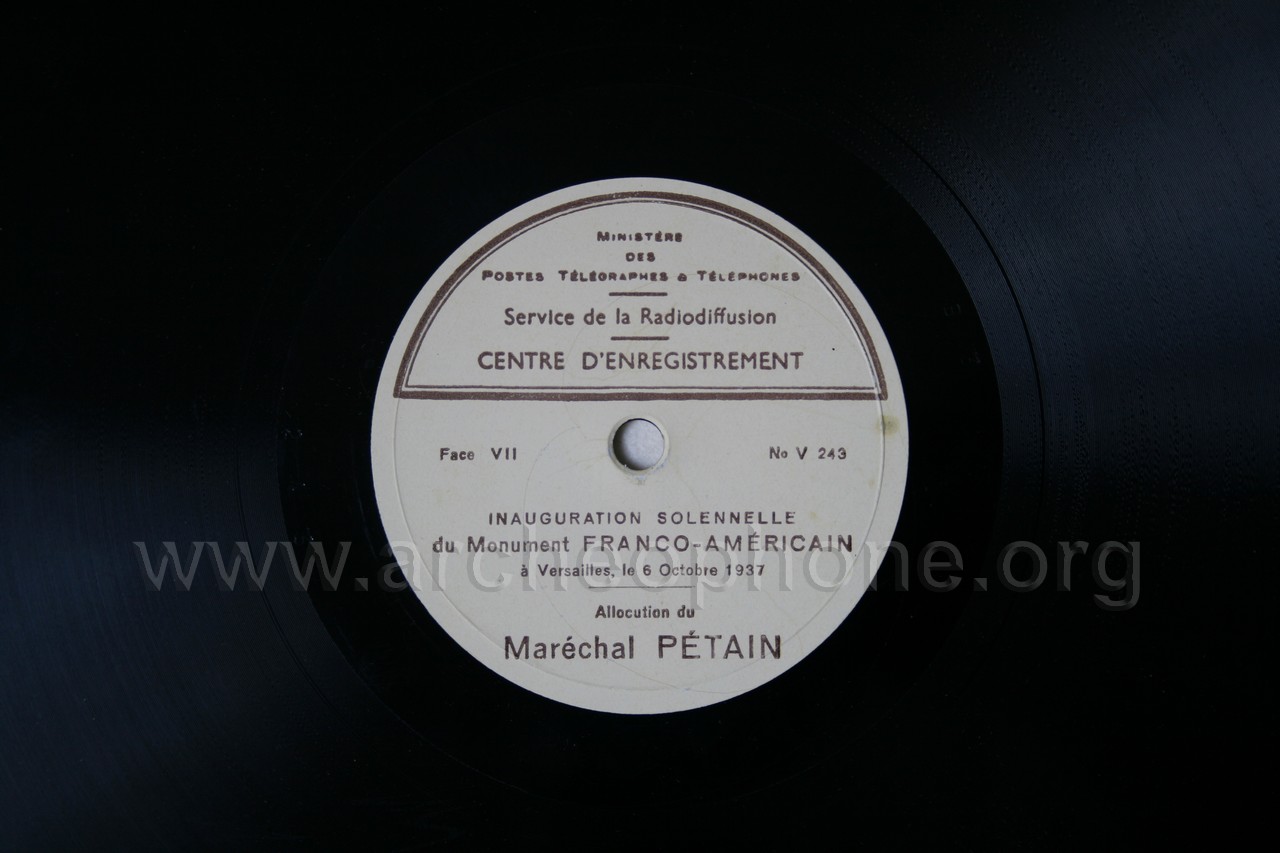 MINISTÈRE
DES
POSTES TÉLÉGRAPHES & TÉLÉPHONES
Service de la Radiodiffusion
CENTRE D'ENREGISTREMENT
Face VII No V 243
INAUGURATION SOLENNELLE
du Monument FRANCO-AMÉRICAIN
www.archeophone.org
à Versailles, le 6 Octobre 1937
Allocution du
Maréchal PÉTAIN